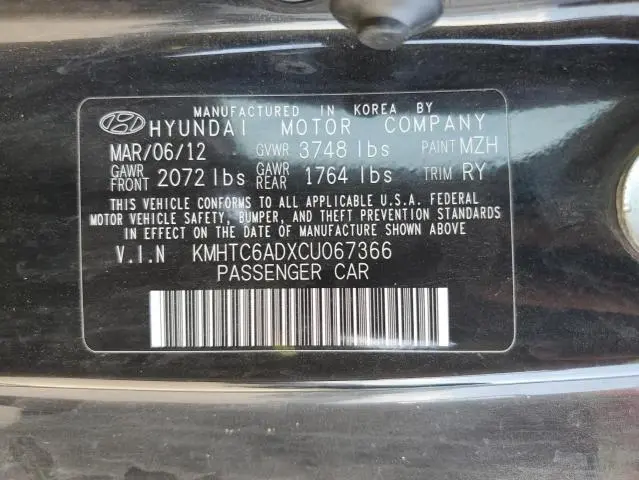 MANUFACTURED IN KOREA BY
HYUNDAI MOTOR COMPANY
MAR/06/12 GVWR 3748 lbs PAINT MZH
GAWR FRONT 2072 lbs GAWR REAR 1764 lbs TRIM RY
THIS VEHICLE CONFORMS TO ALL APPLICABLE U.S.A. FEDERAL
MOTOR VEHICLE SAFETY, BUMPER, AND THEFT PREVENTION STANDARDS
IN EFFECT ON THE DATE OF MANUFACTURE SHOWN ABOVE
V.I.N KMHTC6ADXCU067366
PASSENGER CAR